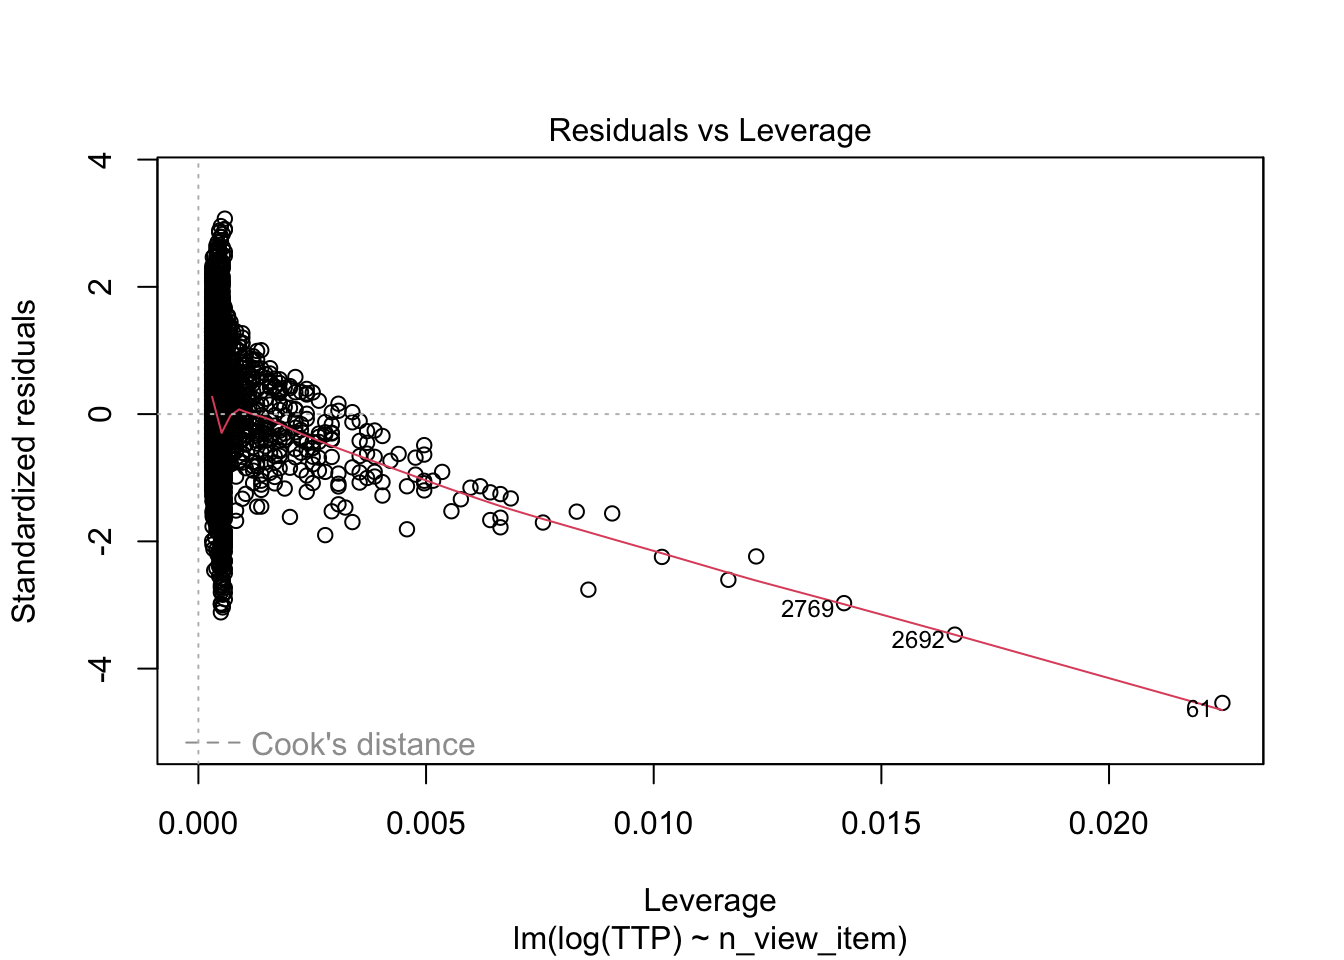 Residuals vs Leverage
Standardized residuals
4
2
0
-2
-4
2769
2692
61
Cook's distance
0.000 0.005 0.010 0.015 0.020
Leverage
lm(log(TTP) ~ n_view_item)